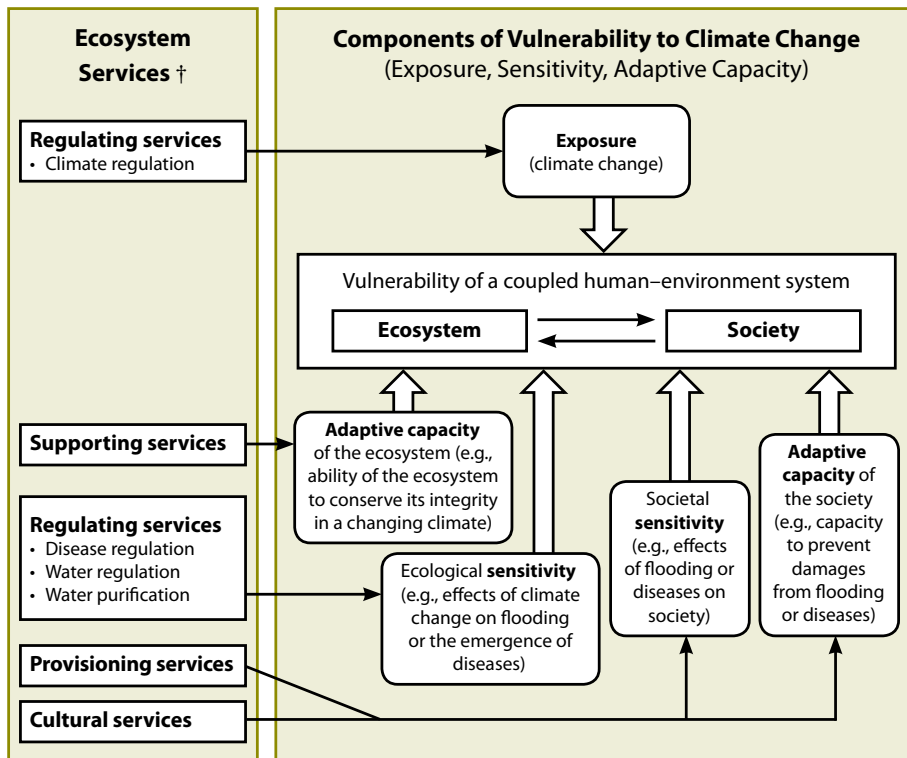 Ecosystem
Services †
Components of Vulnerability to Climate Change
(Exposure, Sensitivity, Adaptive Capacity)
Regulating services
• Climate regulation
Exposure
(climate change)
Vulnerability of a coupled human–environment system
Ecosystem
Society
Supporting services
Adaptive capacity
of the ecosystem (e.g.,
ability of the ecosystem
to conserve its integrity
in a changing climate)
Regulating services
• Disease regulation
• Water regulation
• Water purification
Ecological sensitivity
(e.g., effects of climate
change on flooding
or the emergence of
diseases)
Societal
sensitivity
(e.g., effects
of flooding or
diseases on
society)
Adaptive
capacity of
the society
(e.g., capacity
to prevent
damages
from flooding
or diseases)
Provisioning services
Cultural services